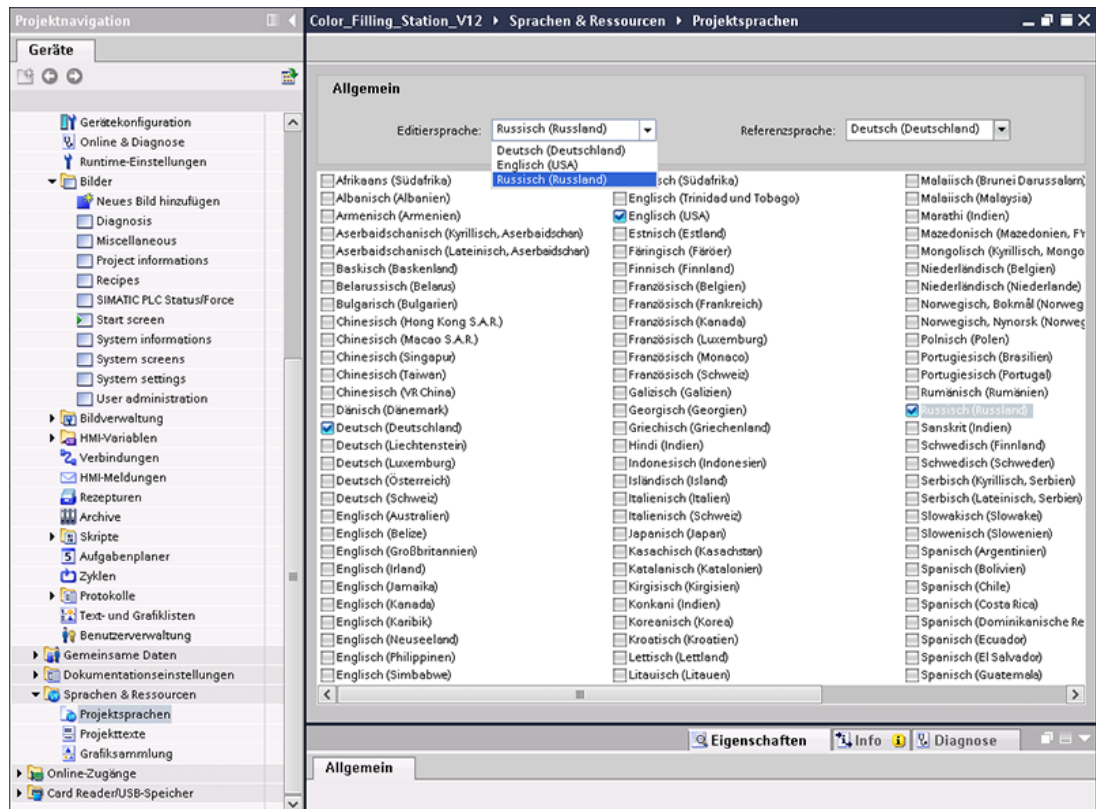 Projektnavigation
Geräte
Gerätekonfiguration
Online & Diagnose
Runtime-Einstellungen
Bilder
Neues Bild hinzufügen
Diagnosis
Miscellaneous
Project informations
Recipes
SIMATIC PLC Status/Force
Start screen
System informations
System screens
System settings
User administration
Bildverwaltung
HMI-Variablen
Verbindungen
HMI-Meldungen
Rezepturen
Archive
Skripte
Aufgabenplaner
Zyklen
Protokolle
Text- und Grafiklisten
Benutzerverwaltung
Gemeinsame Daten
Dokumentationseinstellungen
Sprachen & Ressourcen
Projektsprachen
Projekttexte
Grafiksammlung
Online-Zugänge
Card Reader/USB-Speicher
Color_Filling_Station_V12 Sprachen & Ressourcen Projektsprachen
Allgemein
Editiersprache: Russisch (Russland)
Referenzsprache: Deutsch (Deutschland)
Deutsch (Deutschland)
Englisch (USA)
Russisch (Russland)
Afrikaans (Südafrika)
Albanisch (Albanien)
Armenisch (Armenien)
Aserbaidschanisch (Kyrillisch, Aserbaidschan)
Aserbaidschanisch (Lateinisch, Aserbaidschan)
Baskisch (Baskenland)
Belarussisch (Belarus)
Bulgarisch (Bulgarien)
Chinesisch (Hong Kong S.A.R.)
Chinesisch (Macao S.A.R.)
Chinesisch (Singapur)
Chinesisch (Taiwan)
Chinesisch (VR China)
Dänisch (Dänemark)
Deutsch (Deutschland)
Deutsch (Liechtenstein)
Deutsch (Luxemburg)
Deutsch (Österreich)
Deutsch (Schweiz)
Englisch (Australien)
Englisch (Belize)
Englisch (Großbritannien)
Englisch (Irland)
Englisch (Jamaika)
Englisch (Kanada)
Englisch (Karibik)
Englisch (Neuseeland)
Englisch (Philippinen)
Englisch (Simbabwe)
sch (Südafrika)
Englisch (Trinidad und Tobago)
Englisch (USA)
Estnisch (Estland)
Färingisch (Färöer)
Finnisch (Finnland)
Französisch (Belgien)
Französisch (Frankreich)
Französisch (Kanada)
Französisch (Luxemburg)
Französisch (Monaco)
Französisch (Schweiz)
Galizisch (Galizien)
Georgisch (Georgien)
Griechisch (Griechenland)
Hindi (Indien)
Indonesisch (Indonesien)
Isländisch (Island)
Italienisch (Italien)
Italienisch (Schweiz)
Japanisch (Japan)
Kasachisch (Kasachstan)
Katalanisch (Katalonien)
Kirgisisch (Kirgisien)
Konkani (Indien)
Koreanisch (Korea)
Kroatisch (Kroatien)
Lettisch (Lettland)
Litauisch (Litauen)
Malaiisch (Brunei Darussalam)
Malaiisch (Malaysia)
Marathi (Indien)
Mazedonisch (Mazedonien, FY
Mongolisch (Kyrillisch, Mongo
Niederländisch (Belgien)
Niederländisch (Niederlande)
Norwegisch, Bokmål (Norweg
Norwegisch, Nynorsk (Norweg
Polnisch (Polen)
Portugiesisch (Brasilien)
Portugiesisch (Portugal)
Rumänisch (Rumänien)
Russisch (Russland)
Sanskrit (Indien)
Schwedisch (Finnland)
Schwedisch (Schweden)
Serbisch (Kyrillisch, Serbien)
Serbisch (Lateinisch, Serbien)
Slowakisch (Slowakei)
Slowenisch (Slowenien)
Spanisch (Argentinien)
Spanisch (Bolivien)
Spanisch (Chile)
Spanisch (Costa Rica)
Spanisch (Dominikanische Re
Spanisch (Ecuador)
Spanisch (El Salvador)
Spanisch (Guatemala)
Eigenschaften
Info
Diagnose
Allgemein